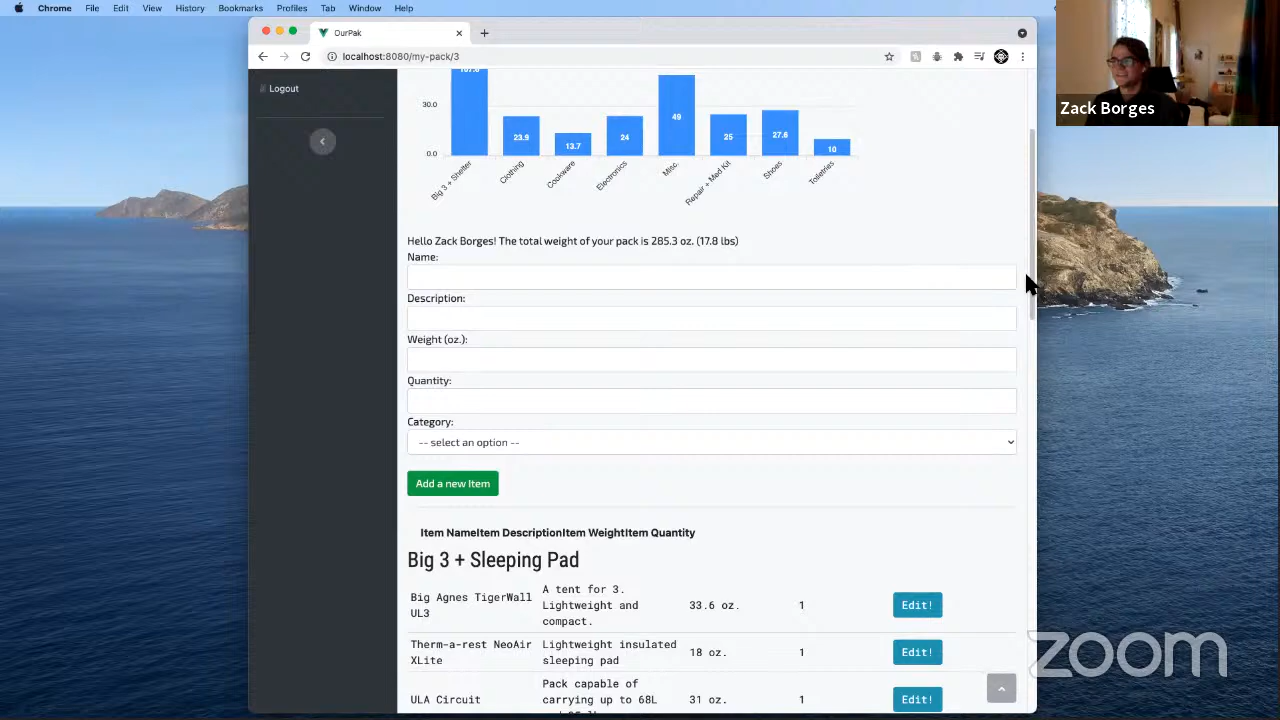 Chrome File Edit View History Bookmarks Profiles Tab Window Help
OurPak
localhost:8080/my-pack/3
Zack Borges
Logout
30.0
0.0
23.9
13.7
24
49
25
27.6
10
Big 3 + Shelter
Clothing
Cookware
Electronics
Misc.
Repair + Med Kit
Shoes
Toiletries
Hello Zack Borges! The total weight of your pack is 285.3 oz. (17.8 lbs)
Name:
Description:
Weight (oz.):
Quantity:
Category:
-- select an option --
Add a new Item
Item NameItem DescriptionItem WeightItem Quantity
Big 3 + Sleeping Pad
Big Agnes TigerWall UL3
A tent for 3. Lightweight and compact.
33.6 oz.
1
Edit!
Therm-a-rest NeoAir XLite
Lightweight insulated sleeping pad
18 oz.
1
Edit!
ULA Circuit
Pack capable of carrying up to 68L
31 oz.
1
Edit!
zoom